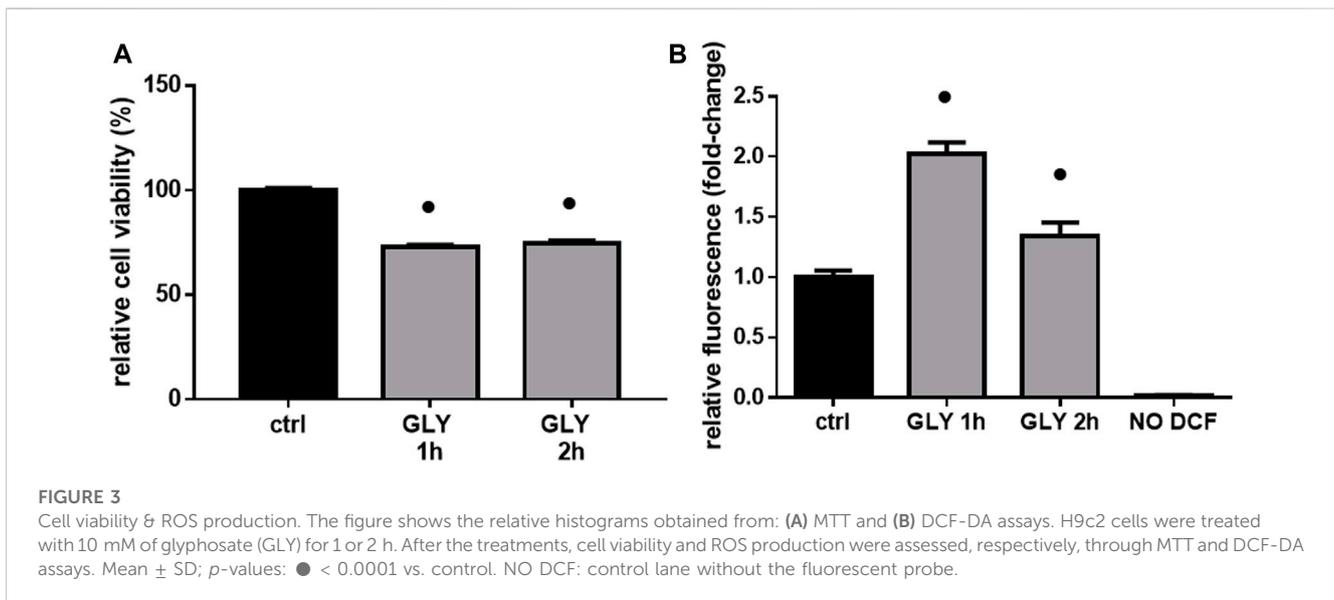 A
relative cell viability (%)
150
100
50
0
ctrl
GLY
1h
GLY
2h
B
relative fluorescence (fold-change)
2.5
2.0
1.5
1.0
0.5
0.0
ctrl
GLY 1h
GLY 2h
NO DCF
FIGURE 3
Cell viability & ROS production. The figure shows the relative histograms obtained from: (A) MTT and (B) DCF-DA assays. H9c2 cells were treated
with 10 mM of glyphosate (GLY) for 1 or 2 h. After the treatments, cell viability and ROS production were assessed, respectively, through MTT and DCF-DA
assays. Mean ± SD; p-values: ● < 0.0001 vs. control. NO DCF: control lane without the fluorescent probe.